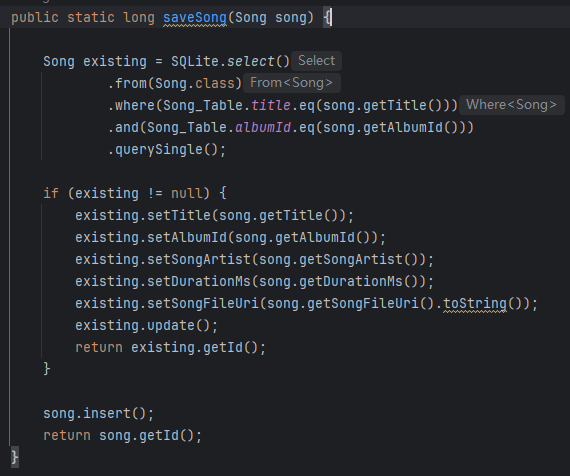 public static long saveSong(Song song) {
Song existing = SQLite.select() Select
.from(Song.class) From<Song>
.where(Song_Table.title.eq(song.getTitle())) Where<Song>
.and(Song_Table.albumId.eq(song.getAlbumId()))
.querySingle();
if (existing != null) {
existing.setTitle(song.getTitle());
existing.setAlbumId(song.getAlbumId());
existing.setSongArtist(song.getSongArtist());
existing.setDurationMs(song.getDurationMs());
existing.setSongFileUri(song.getSongFileUri().toString());
existing.update();
return existing.getId();
}
song.insert();
return song.getId();
}